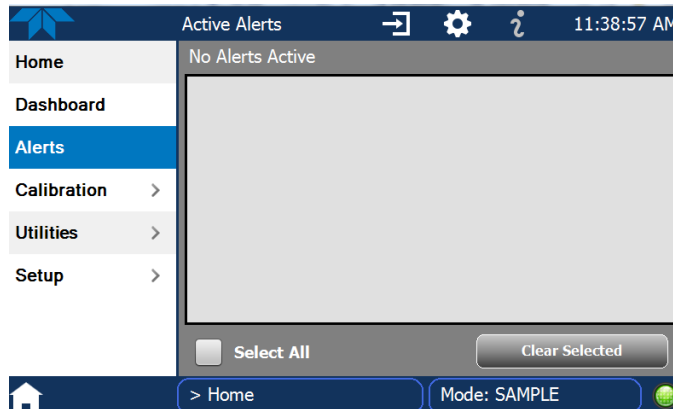 Active Alerts 11:38:57 AM
Home
No Alerts Active
Dashboard
Alerts
Calibration
Utilities
Setup
Select All
Clear Selected
> Home
Mode: SAMPLE